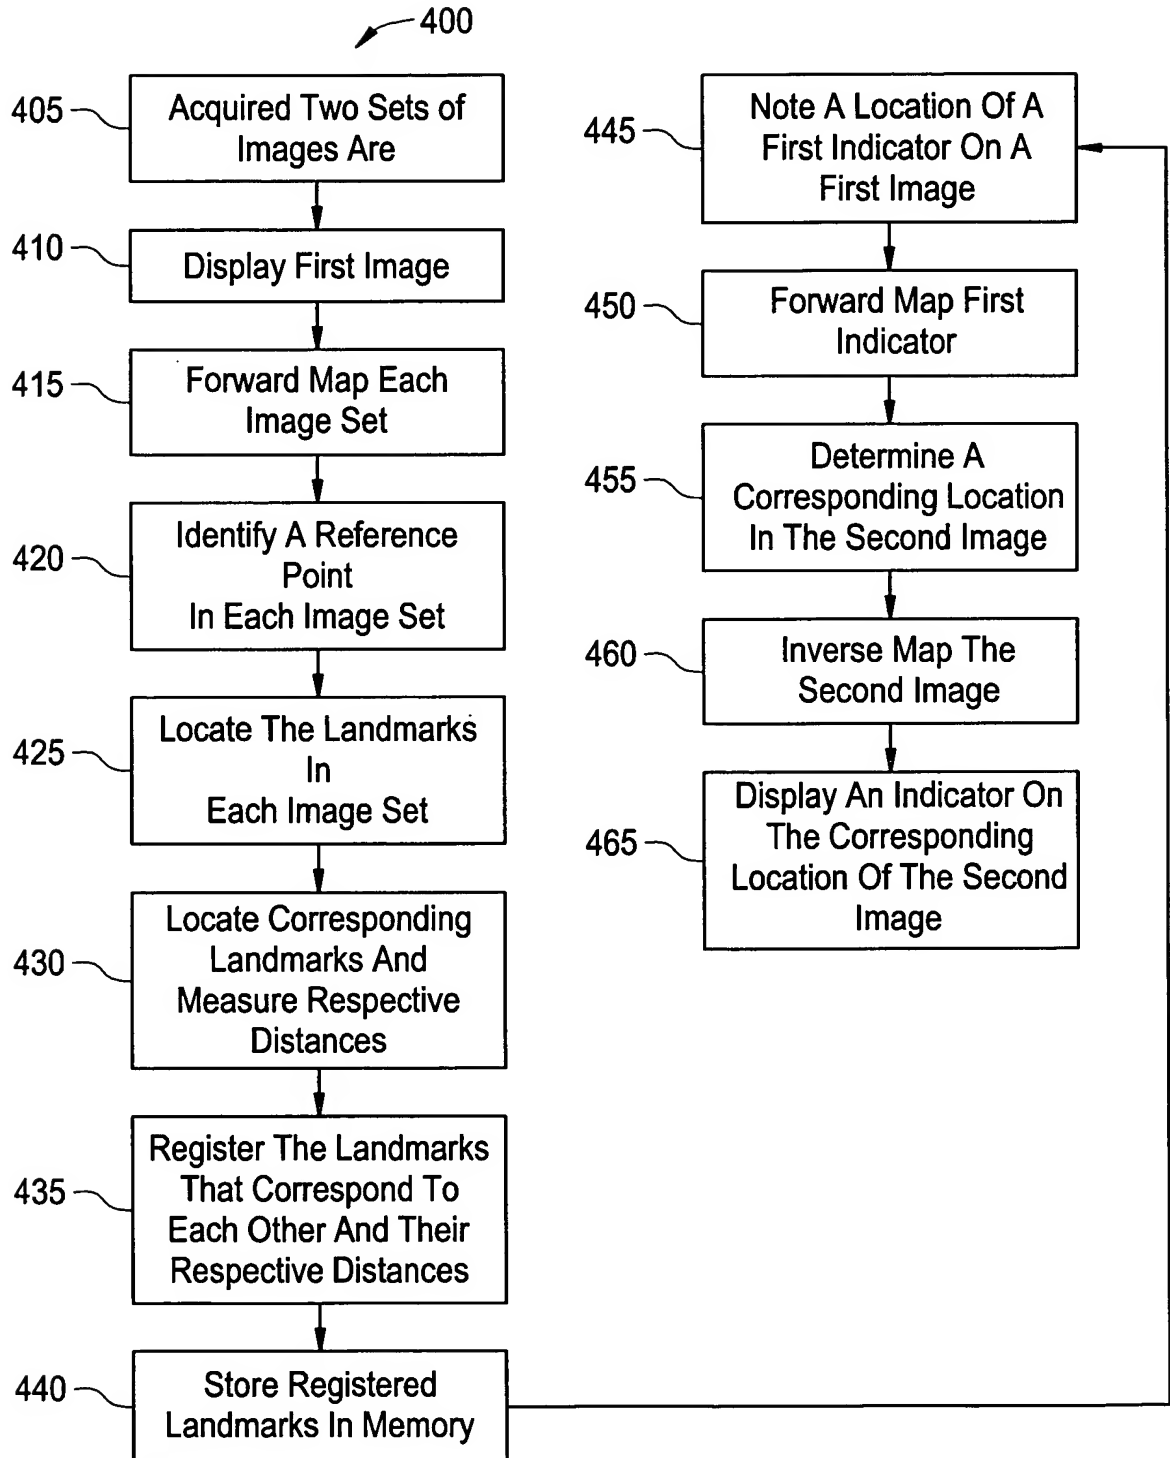 400
405
Acquired Two Sets of
Images Are
410
Display First Image
415
Forward Map Each
Image Set
420
Identify A Reference
Point
In Each Image Set
425
Locate The Landmarks
In
Each Image Set
430
Locate Corresponding
Landmarks And
Measure Respective
Distances
435
Register The Landmarks
That Correspond To
Each Other And Their
Respective Distances
440
Store Registered
Landmarks In Memory
445
Note A Location Of A
First Indicator On A
First Image
450
Forward Map First
Indicator
455
Determine A
Corresponding Location
In The Second Image
460
Inverse Map The
Second Image
465
Display An Indicator On
The Corresponding
Location Of The Second
Image